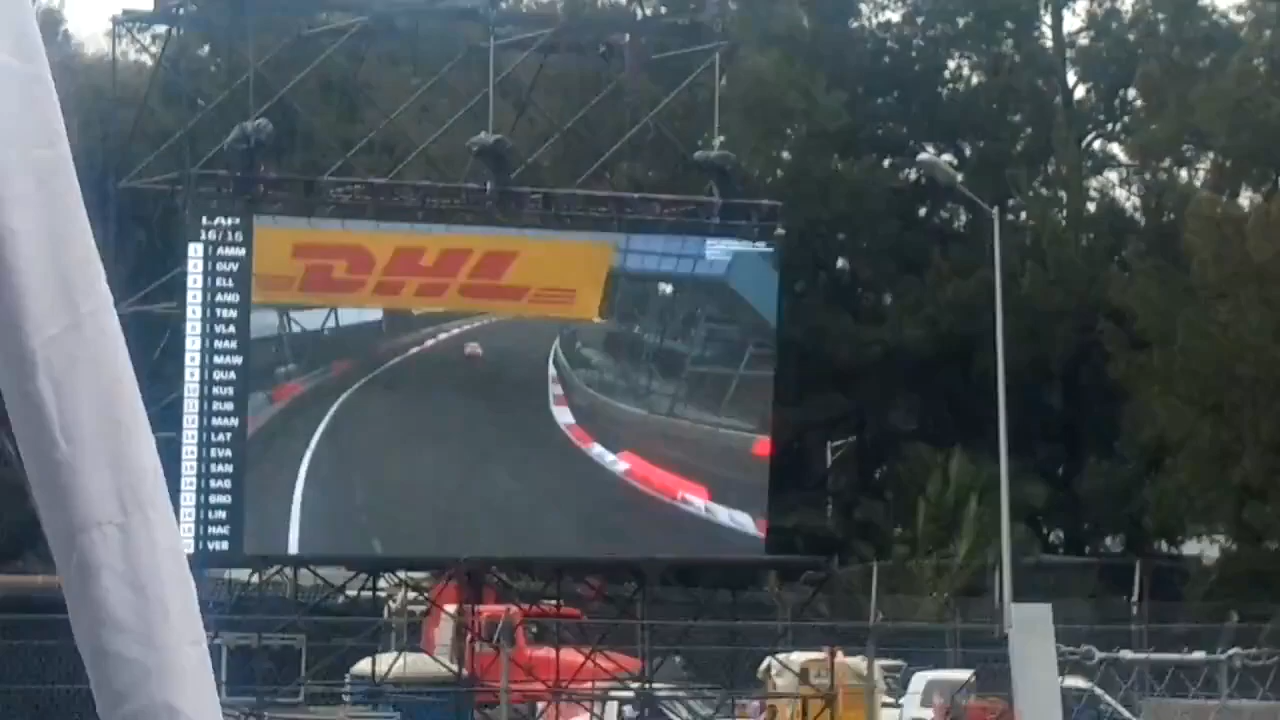 LAP
16/16
1 | AMM
2 | GUV
3 | ELL
4 | AND
5 | TEN
6 | VLA
7 | NAK
8 | MAW
9 | QUA
10 | KUS
11 | ZUB
12 | MAN
13 | LAT
14 | EVA
15 | SAN
16 | SAG
17 | GRO
18 | LIN
19 | HAC
VER
DHL